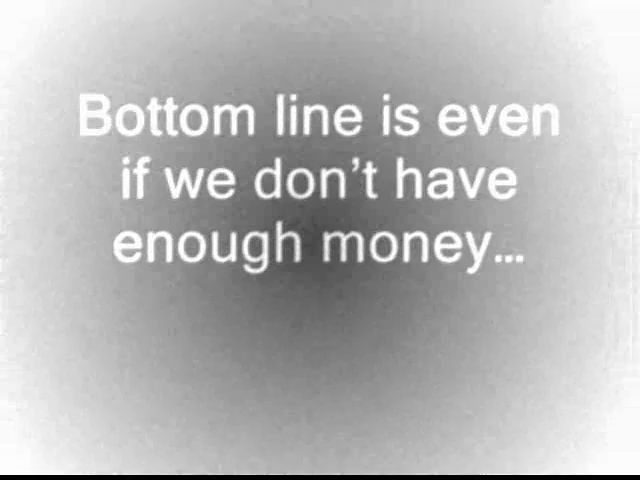 Bottom line is even
if we don’t have
enough money...